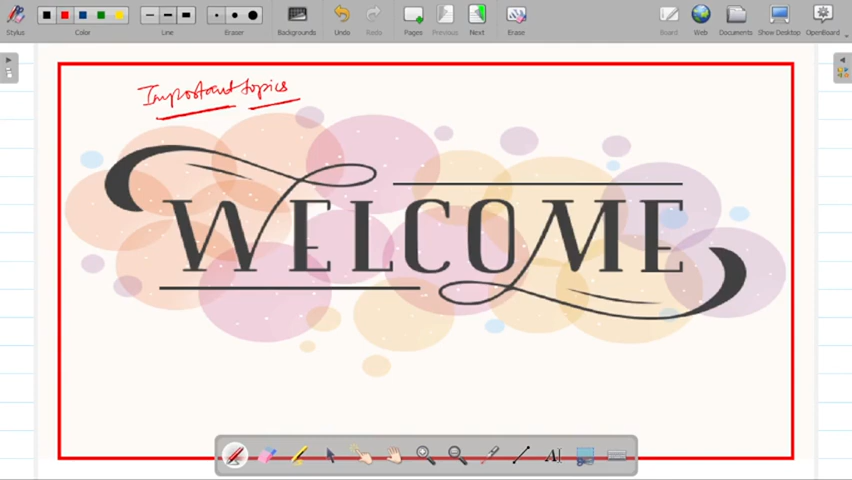 Stylus
Color
Line
Eraser
Backgrounds
Undo
Redo
Pages
Previous
Next
Erase
Board
Web
Documents
Show Desktop
OpenBoard
Important topics
WELCOME